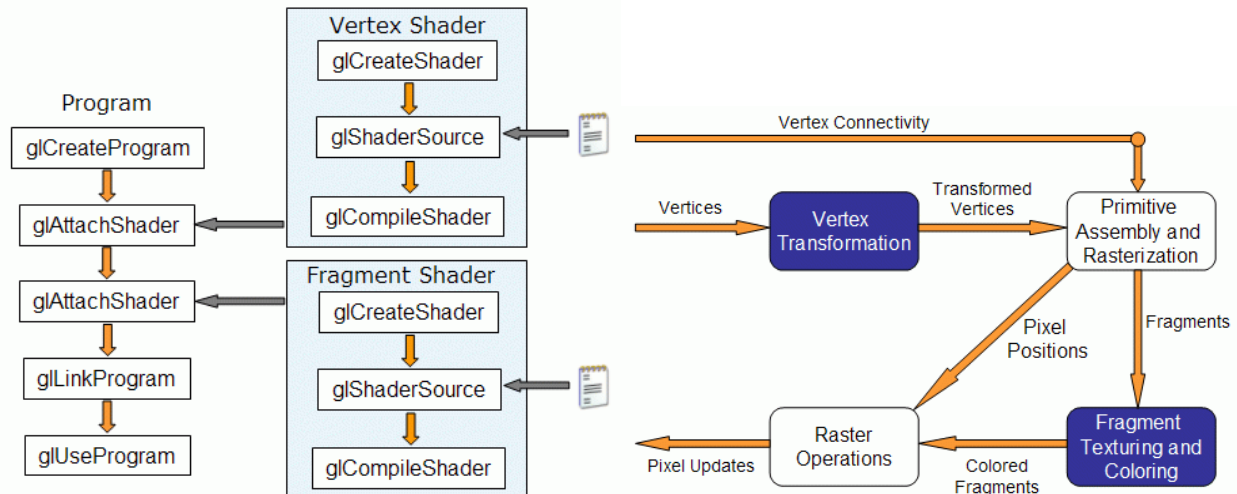 Program
glCreateProgram
glAttachShader
glAttachShader
glLinkProgram
glUseProgram
Vertex Shader
glCreateShader
glShaderSource
glCompileShader
Fragment Shader
glCreateShader
glShaderSource
glCompileShader
Vertex Connectivity
Vertices
Vertex
Transformation
Transformed
Vertices
Primitive
Assembly and
Rasterization
Pixel
Positions
Fragments
Fragment
Texturing and
Coloring
Colored
Fragments
Raster
Operations
Pixel Updates